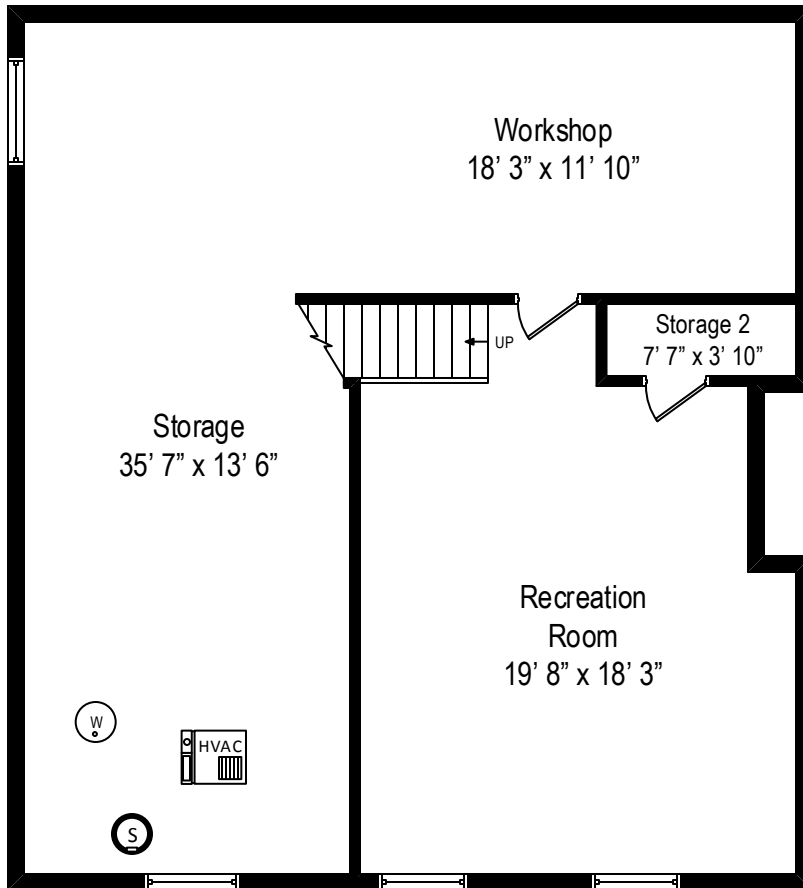 Workshop
18’ 3” x 11’ 10”
UP
Storage 2
7’ 7” x 3’ 10”
Storage
35’ 7” x 13’ 6”
Recreation
Room
19’ 8” x 18’ 3”
W
HVAC
S